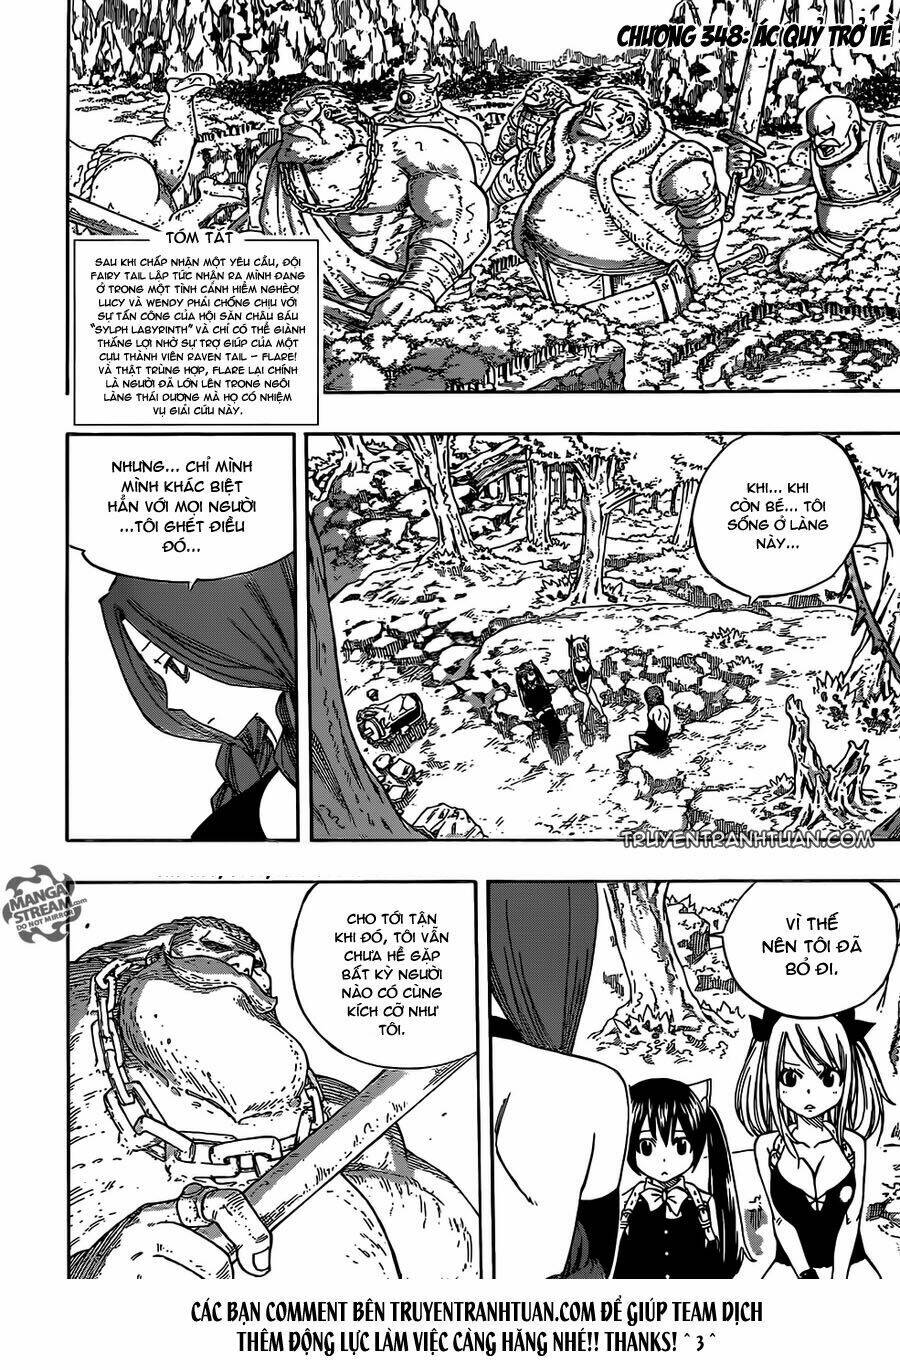 CHƯƠNG 348: ÁC QUỶ TRỞ VỀ
TÓM TẮT
SAU KHI CHẤP NHẬN MỘT YÊU CẦU, ĐỘI
FAIRY TAIL LẬP TỨC NHẬN RA MÌNH ĐANG
Ở TRONG MỘT TÌNH CẢNH HIỂM NGHÈO!
LUCY VÀ WENDY PHẢI CHỐNG CHỊU VỚI
SỰ TẤN CÔNG CỦA HỘI SĂN CHÂU BÁU
"SYLPH LABYRINTH" VÀ CHỈ CÓ THỂ GIÀNH
THẮNG LỢI NHỜ SỰ TRỢ GIÚP CỦA MỘT
CỰU THÀNH VIÊN RAVEN TAIL – FLARE!
VÀ THẬT TRÙNG HỢP, FLARE LẠI CHÍNH
LÀ NGƯỜI ĐÃ LỚN LÊN TRONG NGÔI
LÀNG THÁI DƯƠNG MÀ HỌ CÓ NHIỆM
VỤ GIẢI CỨU NÀY.
KHI... KHI
CÒN BÉ... TÔI
SỐNG Ở LÀNG
NÀY...
NHƯNG... CHỈ MÌNH
MÌNH KHÁC BIỆT
HẲN VỚI MỌI NGƯỜI
...TÔI GHÉT ĐIỀU
ĐÓ...
TRUYENTRANHTUAN.COM
VÌ THẾ
NÊN TÔI ĐÃ
BỎ ĐI.
CHO TỚI TẬN
KHI ĐÓ, TÔI VẪN
CHƯA HỀ GẶP
BẤT KỲ NGƯỜI
NÀO CÓ CÙNG
KÍCH CỠ NHƯ
TÔI.
MANGA
STREAM.com
DO NOT MIRROR!
CÁC BẠN COMMENT BÊN TRUYENTRANHTUAN.COM ĐỂ GIÚP TEAM DỊCH
THÊM ĐỘNG LỰC LÀM VIỆC CÀNG HĂNG NHÉ!! THANKS! ^ 3 ^